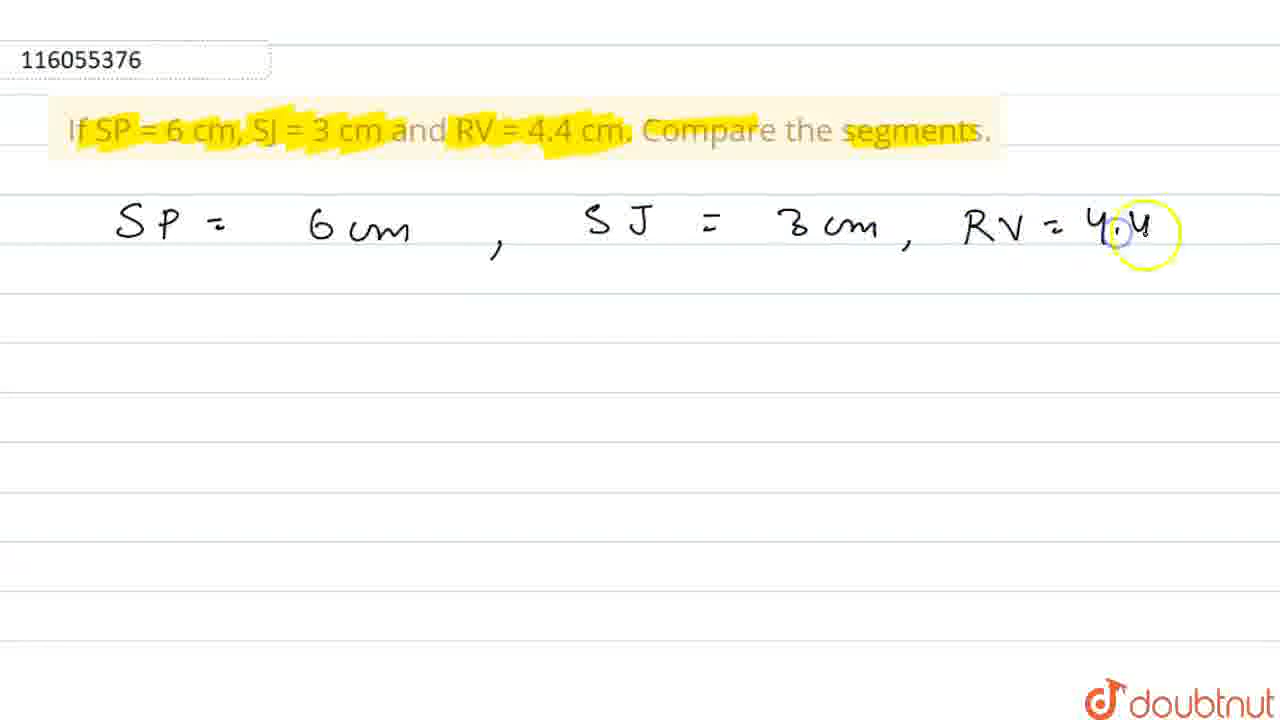 116055376
If SP = 6 cm, SJ = 3 cm and RV = 4.4 cm. Compare the segments.
SP = 6 cm , SJ = 3 cm , RV = 4.4
doubtnut